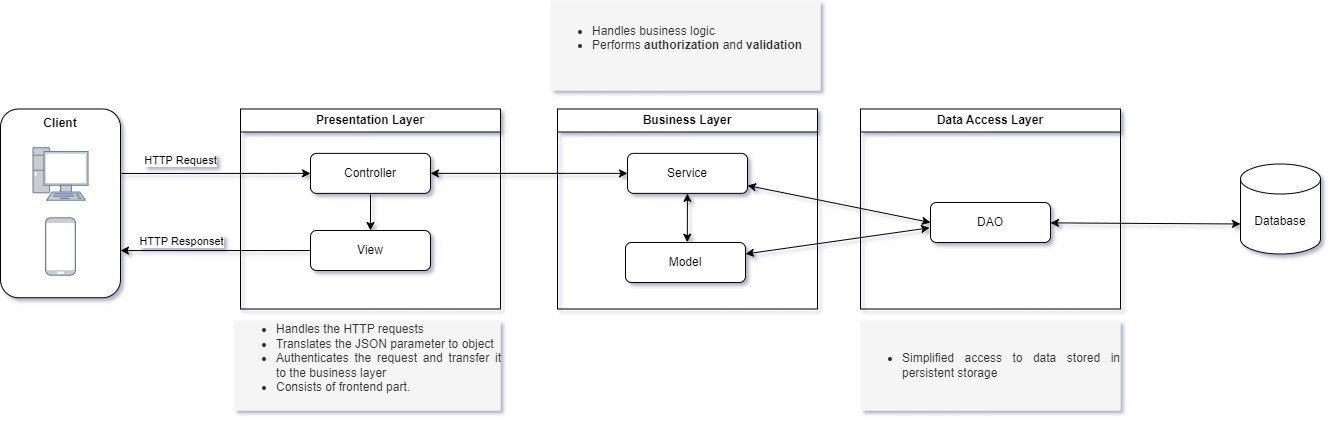 • Handles business logic
• Performs authorization and validation
Client
Presentation Layer
Business Layer
Data Access Layer
HTTP Request
Controller
Service
DAO
Database
HTTP Responset
View
Model
• Handles the HTTP requests
• Translates the JSON parameter to object
• Authenticates the request and transfer it
to the business layer
• Consists of frontend part.
• Simplified access to data stored in
persistent storage